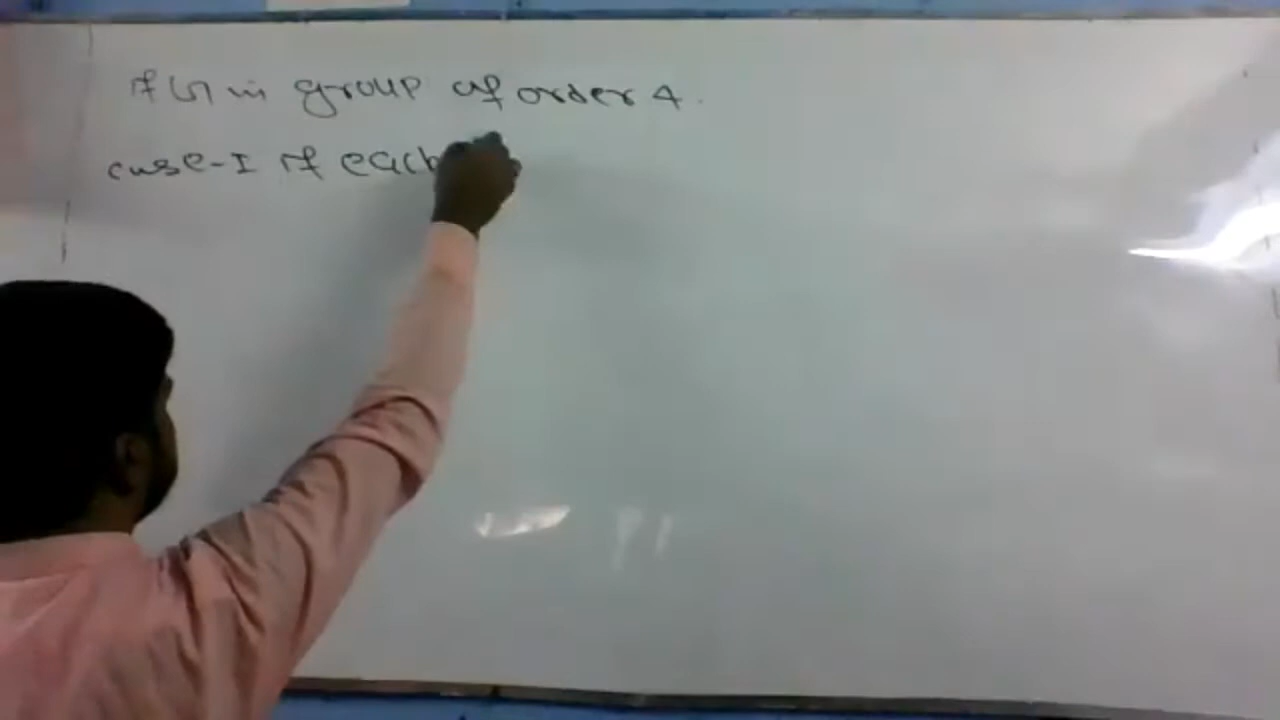 If G is group of order 4.
case-I If each